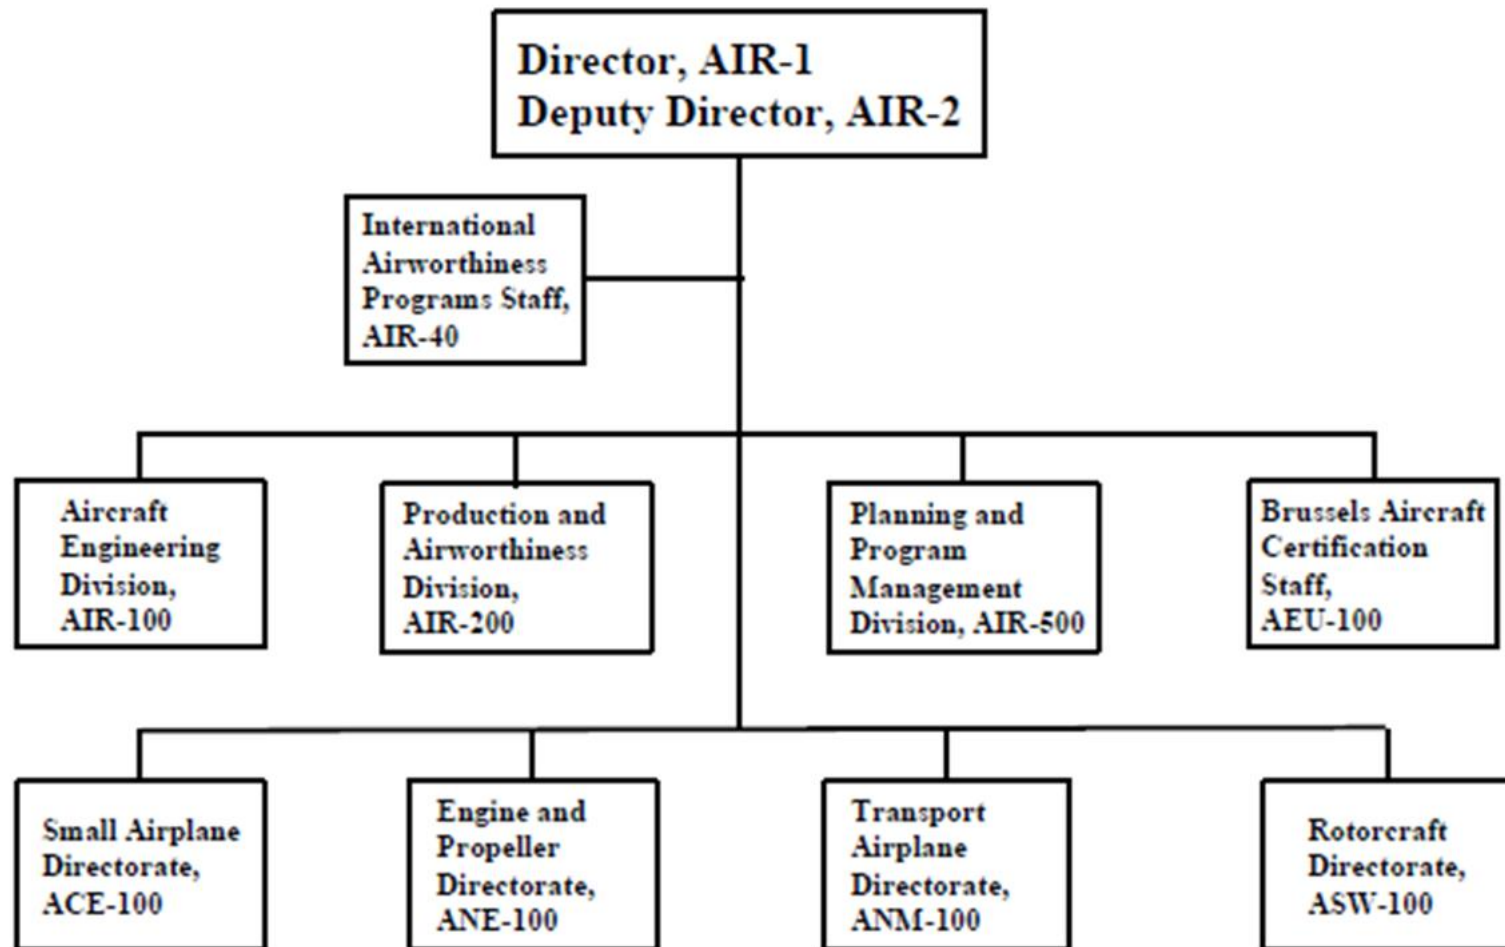 Director, AIR-1
Deputy Director, AIR-2
International
Airworthiness
Programs Staff,
AIR-40
Aircraft
Engineering
Division,
AIR-100
Production and
Airworthiness
Division,
AIR-200
Planning and
Program
Management
Division, AIR-500
Brussels Aircraft
Certification
Staff,
AEU-100
Small Airplane
Directorate,
ACE-100
Engine and
Propeller
Directorate,
ANE-100
Transport
Airplane
Directorate,
ANM-100
Rotorcraft
Directorate,
ASW-100